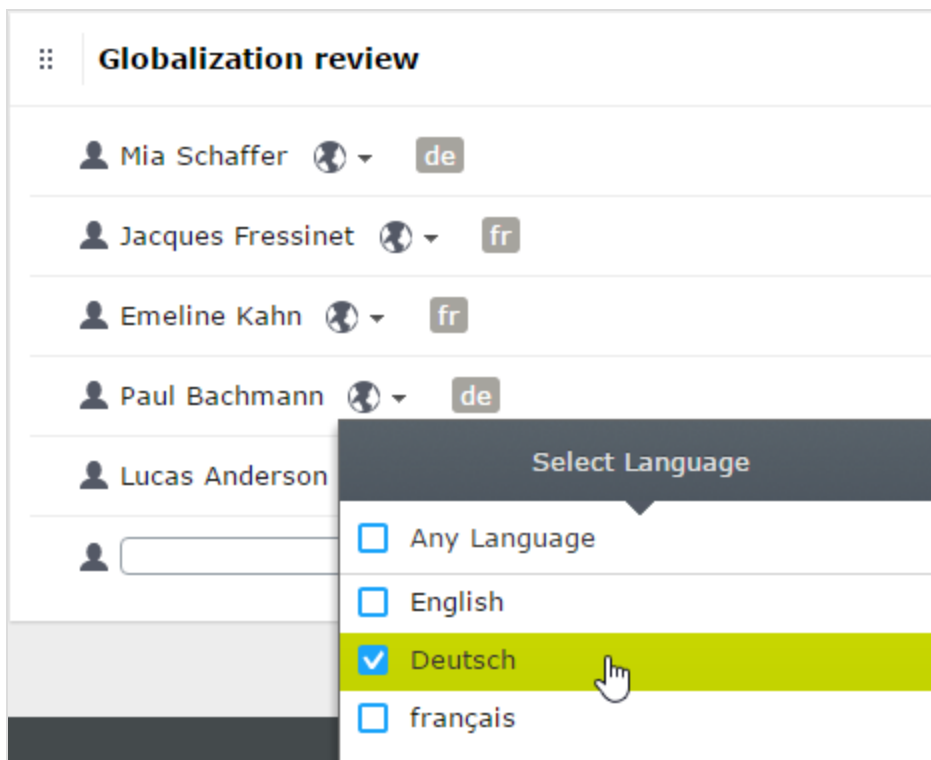 Globalization review
Mia Schaffer de
Jacques Fressinet fr
Emeline Kahn fr
Paul Bachmann de
Lucas Anderson
Select Language
Any Language
English
Deutsch
français